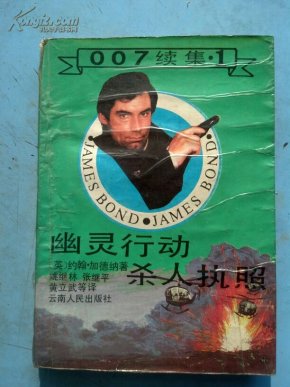 007续集·1
JAMES BOND • JAMES BOND •
幽灵行动
杀人执照
(英)约翰·加德纳著
姚继林 张继平
黄立武等译
云南人民出版社